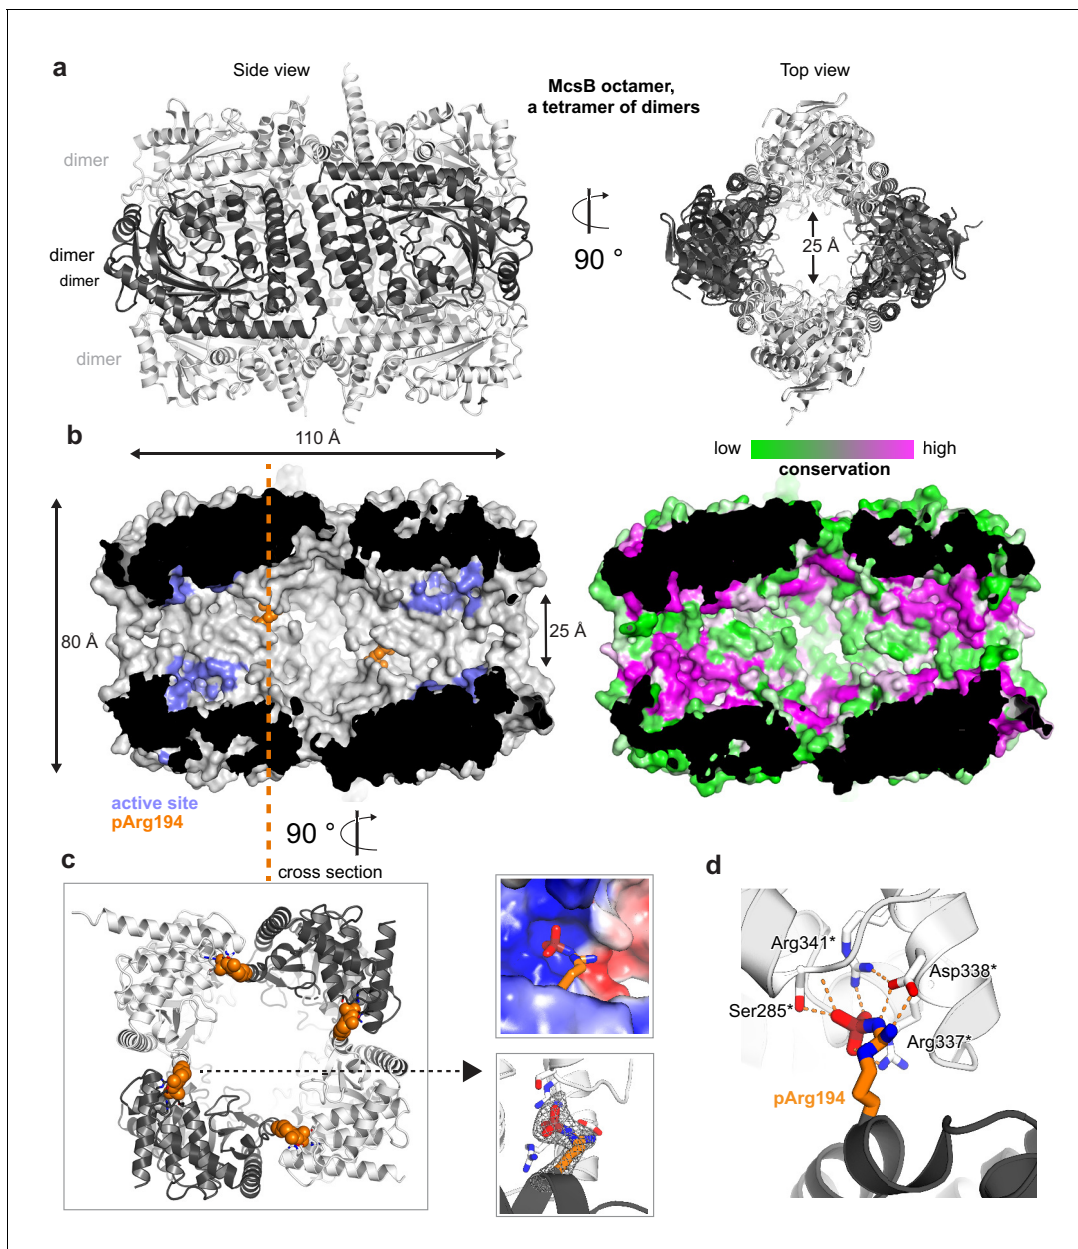 a
Side view
McsB octamer,
a tetramer of dimers
Top view
dimer
dimer
dimer
dimer
90 °
25 Å
b
110 Å
low
high
conservation
80 Å
25 Å
active site
pArg194
90 °
cross section
c
d
Arg341*
Asp338*
Ser285*
Arg337*
pArg194